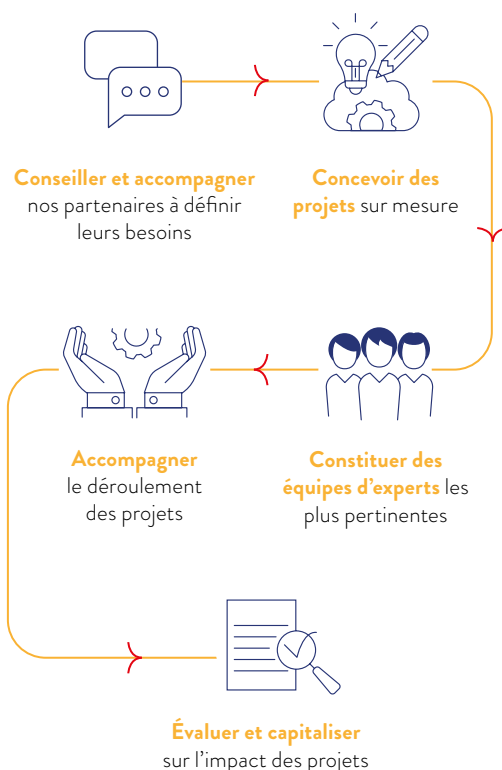 Conseiller et accompagner
nos partenaires à définir
leurs besoins
Concevoir des
projets sur mesure
Constituer des
équipes d'experts les
plus pertinentes
Accompagner
le déroulement
des projets
Évaluer et capitaliser
sur l'impact des projets